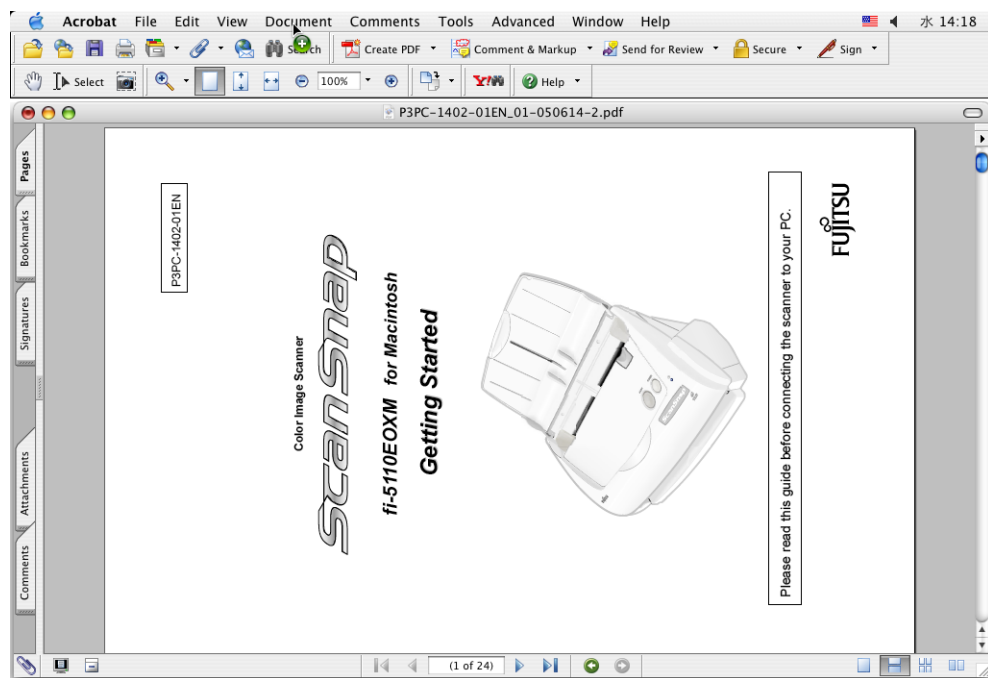 Acrobat File Edit View Document Comments Tools Advanced Window Help 水 14:18
Create PDF Comment & Markup Send for Review Secure Sign
Select 100% Y! Help
P3PC-1402-01EN_01-050614-2.pdf
Pages
Bookmarks
Signatures
Attachments
Comments
P3PC-1402-01EN
Color Image Scanner
ScanSnap
fi-5110EOXM for Macintosh
Getting Started
Please read this guide before connecting the scanner to your PC.
FUJITSU
(1 of 24)